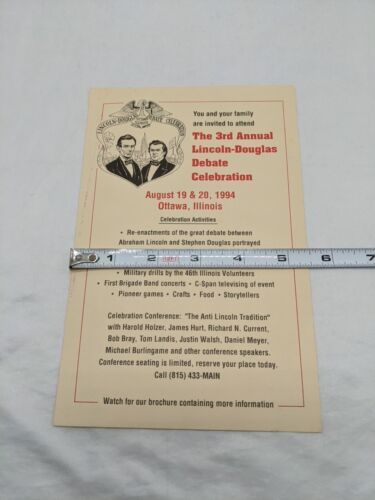 LINCOLN-DOUGLAS DEBATE CELEBRATION
You and your family
are invited to attend
The 3rd Annual
Lincoln-Douglas
Debate
Celebration
August 19 & 20, 1994
Ottawa, Illinois
Celebration Activities
• Re-enactments of the great debate between
Abraham Lincoln and Stephen Douglas portrayed
1 2 3 4 5 6 7
• Military drills by the 46th Illinois Volunteers
• First Brigade Band concerts • C-Span televising of event
• Pioneer games • Crafts • Food • Storytellers
Celebration Conference: "The Anti Lincoln Tradition"
with Harold Holzer, James Hurt, Richard N. Current,
Bob Bray, Tom Landis, Justin Walsh, Daniel Meyer,
Michael Burlingame and other conference speakers.
Conference seating is limited, reserve your place today.
Call (815) 433-MAIN
Watch for our brochure containing more information